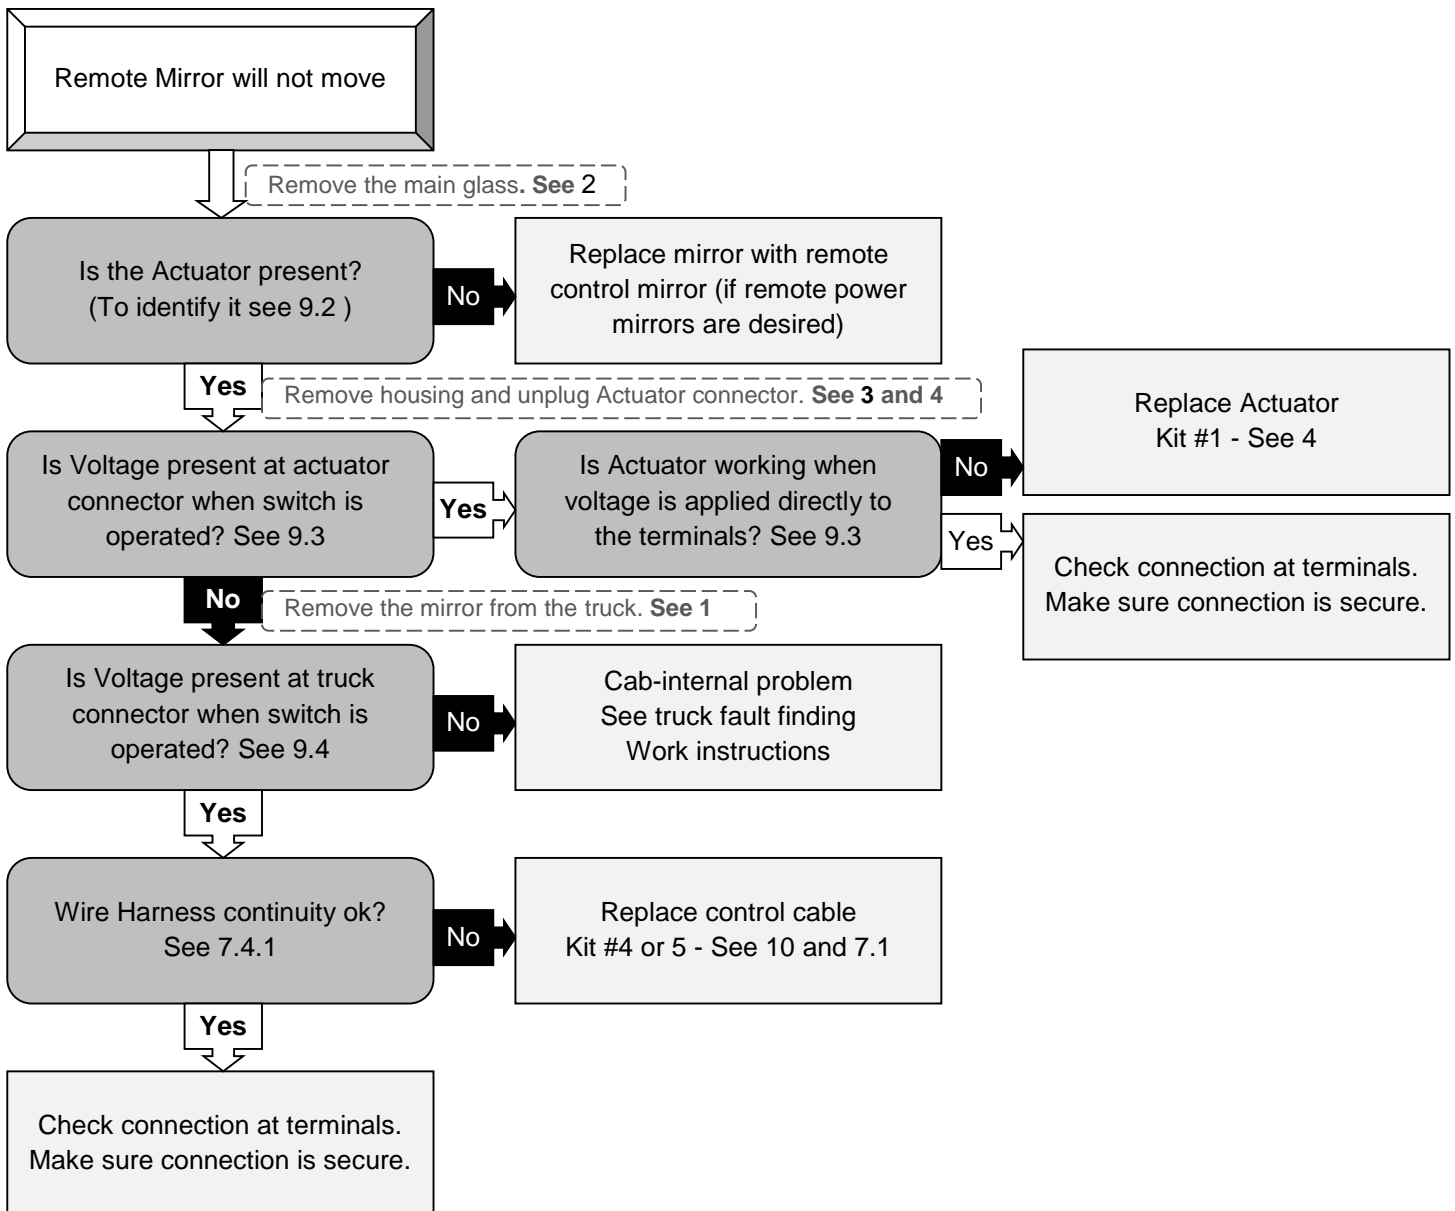 Remote Mirror will not move
Remove the main glass. See 2
Is the Actuator present?
(To identify it see 9.2 )
No
Replace mirror with remote
control mirror (if remote power
mirrors are desired)
Yes
Remove housing and unplug Actuator connector. See 3 and 4
Is Voltage present at actuator
connector when switch is
operated? See 9.3
Yes
Is Actuator working when
voltage is applied directly to
the terminals? See 9.3
No
Replace Actuator
Kit #1 - See 4
Yes
Check connection at terminals.
Make sure connection is secure.
No
Remove the mirror from the truck. See 1
Is Voltage present at truck
connector when switch is
operated? See 9.4
No
Cab-internal problem
See truck fault finding
Work instructions
Yes
Wire Harness continuity ok?
See 7.4.1
No
Replace control cable
Kit #4 or 5 - See 10 and 7.1
Yes
Check connection at terminals.
Make sure connection is secure.